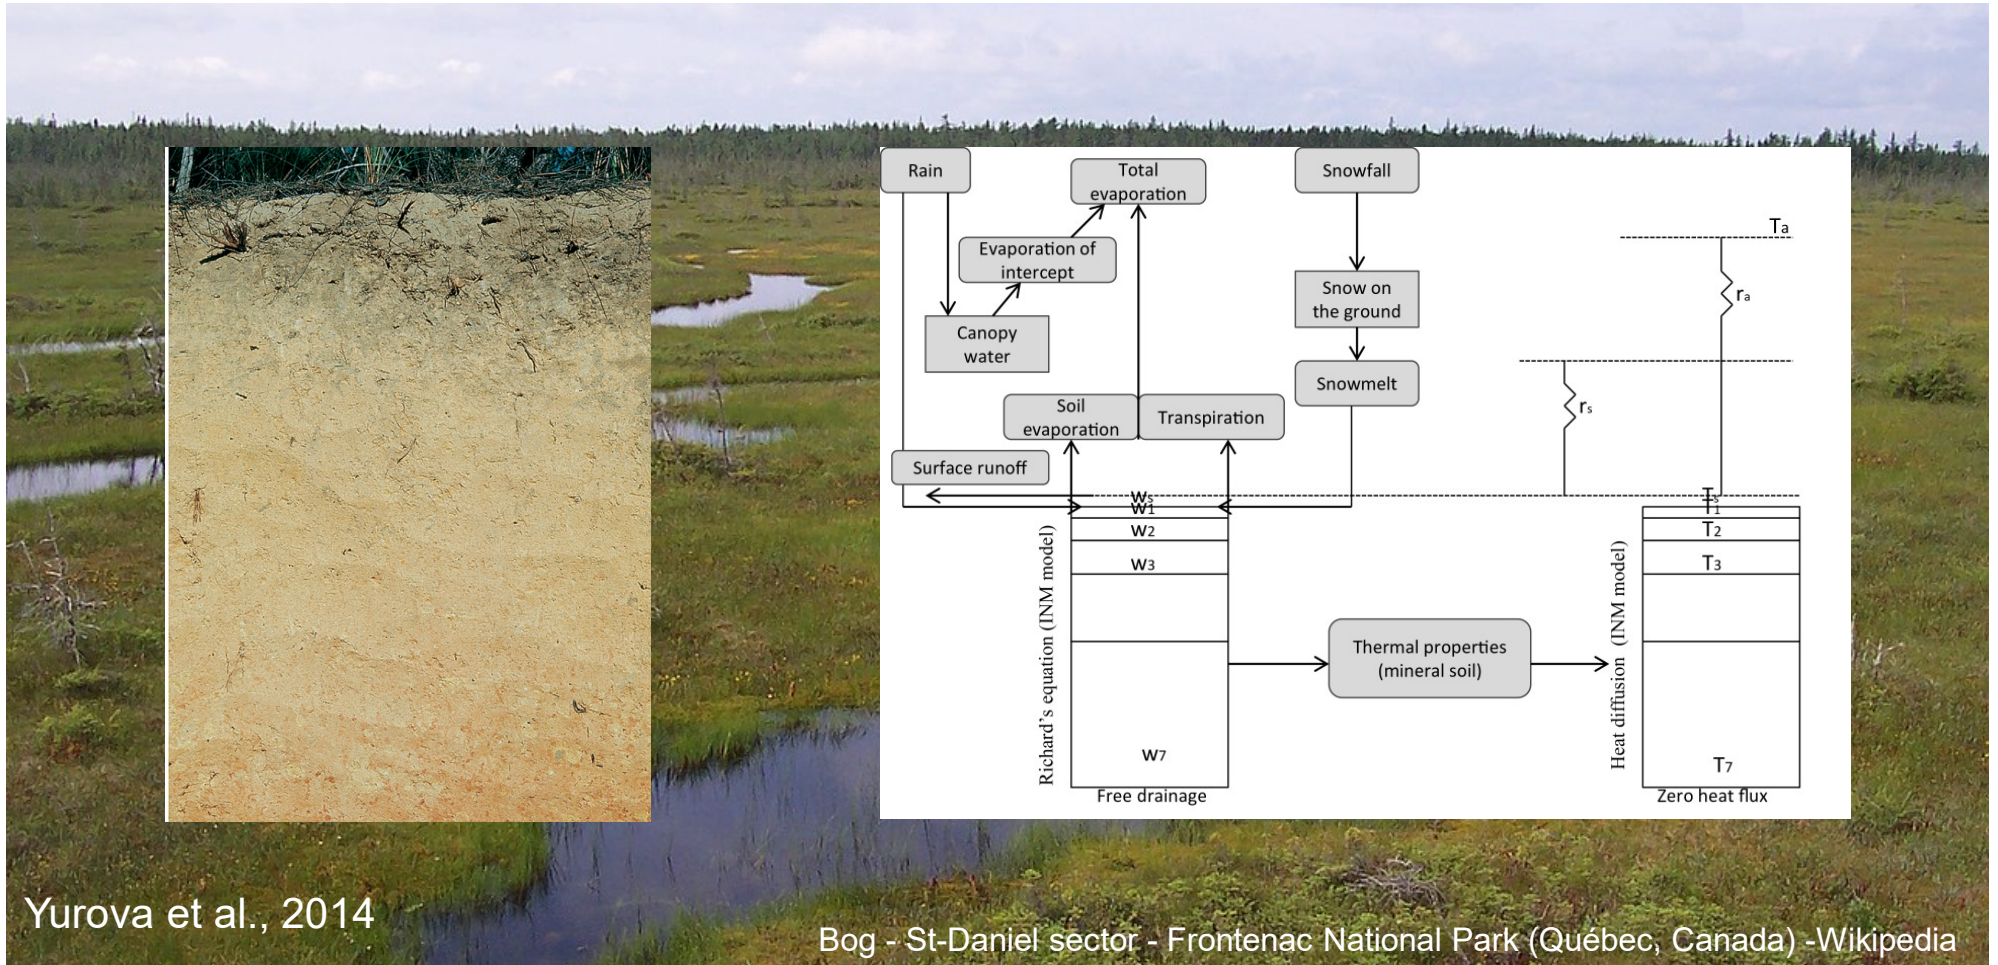 Rain
Total
evaporation
Snowfall
Ta
Evaporation of
intercept
Snow on
the ground
ra
Canopy
water
Snowmelt
rs
Soil
evaporation
Transpiration
Surface runoff
ws
w1
w2
w3
w7
Richard's equation (INM model)
Free drainage
Thermal properties
(mineral soil)
Heat diffusion (INM model)
Ts
T1
T2
T3
T7
Zero heat flux
Yurova et al., 2014
Bog - St-Daniel sector - Frontenac National Park (Québec, Canada) -Wikipedia